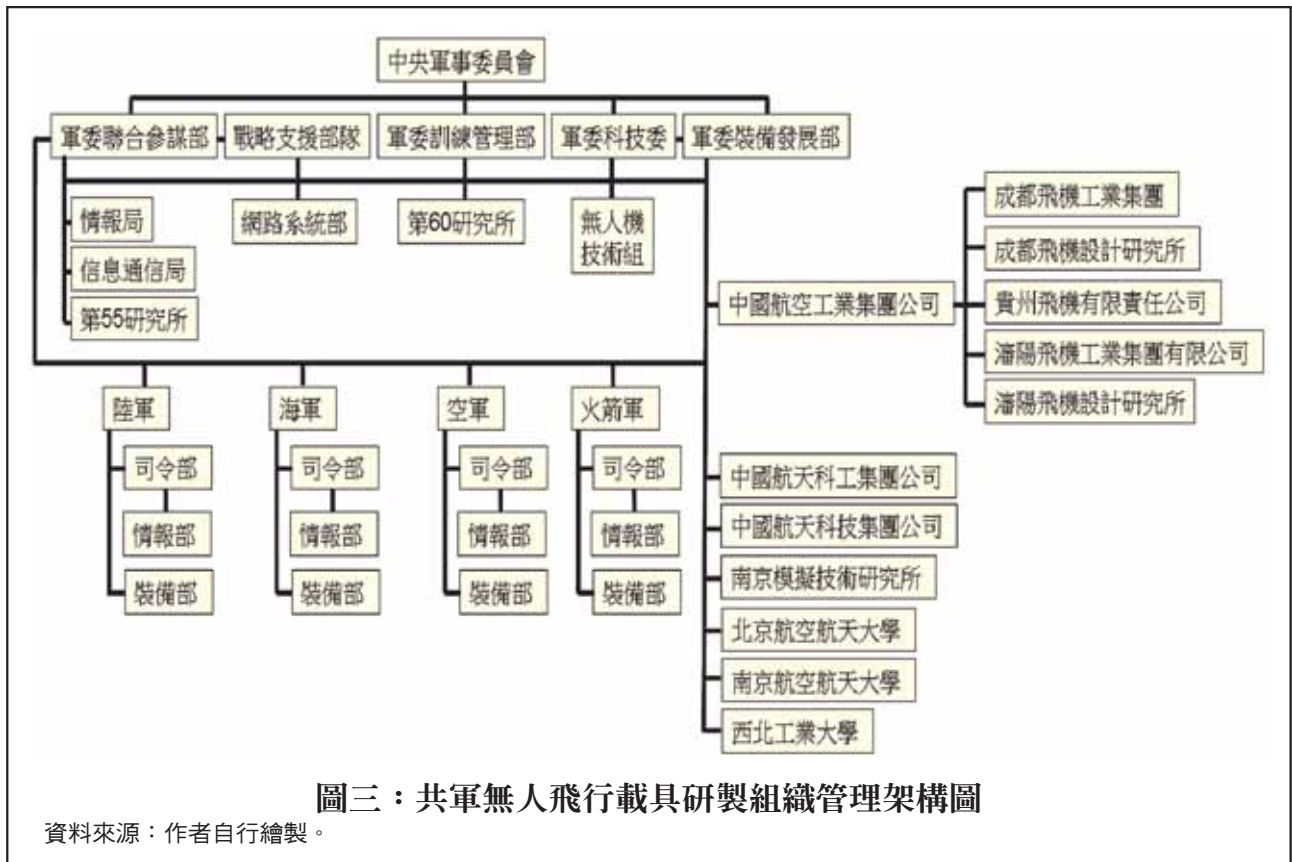 中央軍事委員會
軍委聯合參謀部
戰略支援部隊
軍委訓練管理部
軍委科技委
軍委裝備發展部
情報局
信息通信局
第55研究所
網路系統部
第60研究所
無人機
技術組
中國航空工業集團公司
成都飛機工業集團
成都飛機設計研究所
貴州飛機有限責任公司
瀋陽飛機工業集團有限公司
瀋陽飛機設計研究所
陸軍
司令部
情報部
裝備部
海軍
司令部
情報部
裝備部
空軍
司令部
情報部
裝備部
火箭軍
司令部
情報部
裝備部
中國航天科工集團公司
中國航天科技集團公司
南京模擬技術研究所
北京航空航天大學
南京航空航天大學
西北工業大學
圖三：共軍無人飛行載具研製組織管理架構圖
資料來源：作者自行繪製。